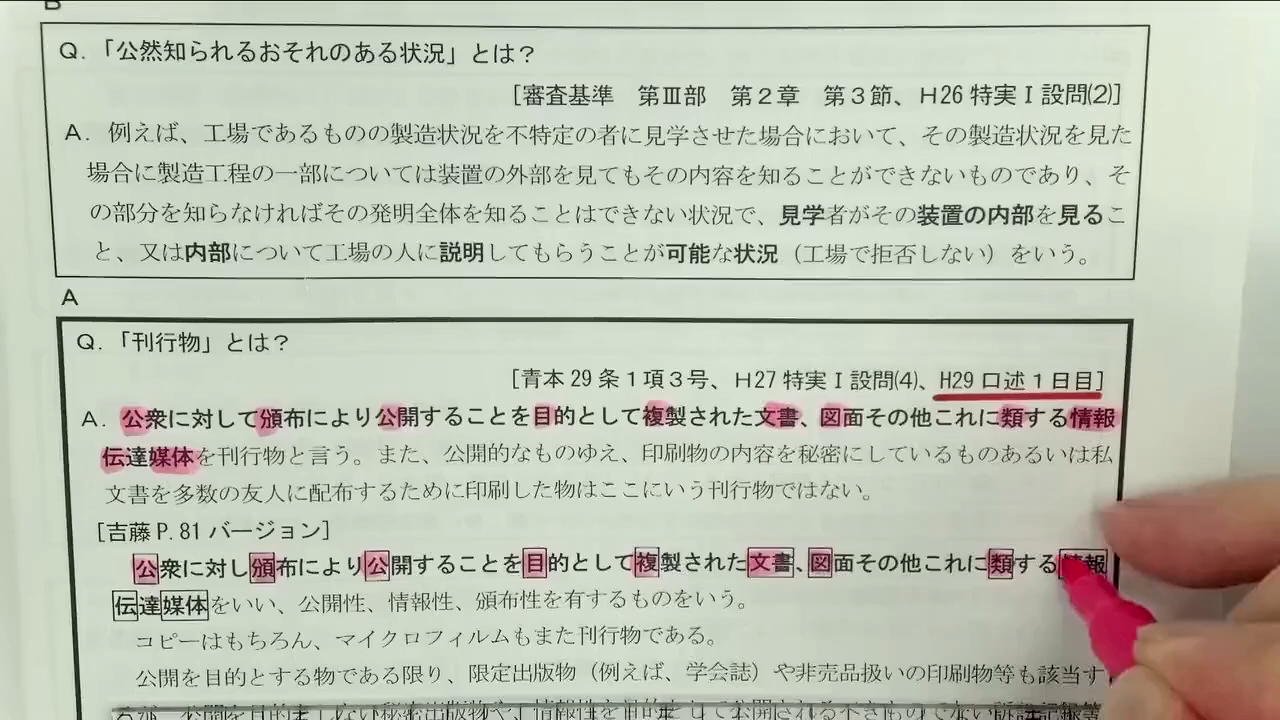 B
Q.「公然知られるおそれのある状況」とは？
[審査基準　第Ⅲ部　第２章　第３節、Ｈ26 特実Ⅰ設問⑵]
A. 例えば、工場であるものの製造状況を不特定の者に見学させた場合において、その製造状況を見た
場合に製造工程の一部については装置の外部を見てもその内容を知ることができないものであり、そ
の部分を知らなければその発明全体を知ることはできない状況で、見学者がその装置の内部を見るこ
と、又は内部について工場の人に説明してもらうことが可能な状況（工場で拒否しない）をいう。
A
Q.「刊行物」とは？
[青本 29 条１項３号、Ｈ27 特実Ⅰ設問⑷、Ｈ29 口述１日目]
A. 公衆に対して頒布により公開することを目的として複製された文書、図面その他これに類する情報
伝達媒体を刊行物と言う。また、公開的なものゆえ、印刷物の内容を秘密にしているものあるいは私
文書を多数の友人に配布するために印刷した物はここにいう刊行物ではない。
[吉藤 P. 81 バージョン]
公衆に対し頒布により公開することを目的として複製された文書、図面その他これに類する情報
伝達媒体をいい、公開性、情報性、頒布性を有するものをいう。
コピーはもちろん、マイクロフィルムもまた刊行物である。
公開を目的とする物である限り、限定出版物（例えば、学会誌）や非売品扱いの印刷物等も該当す